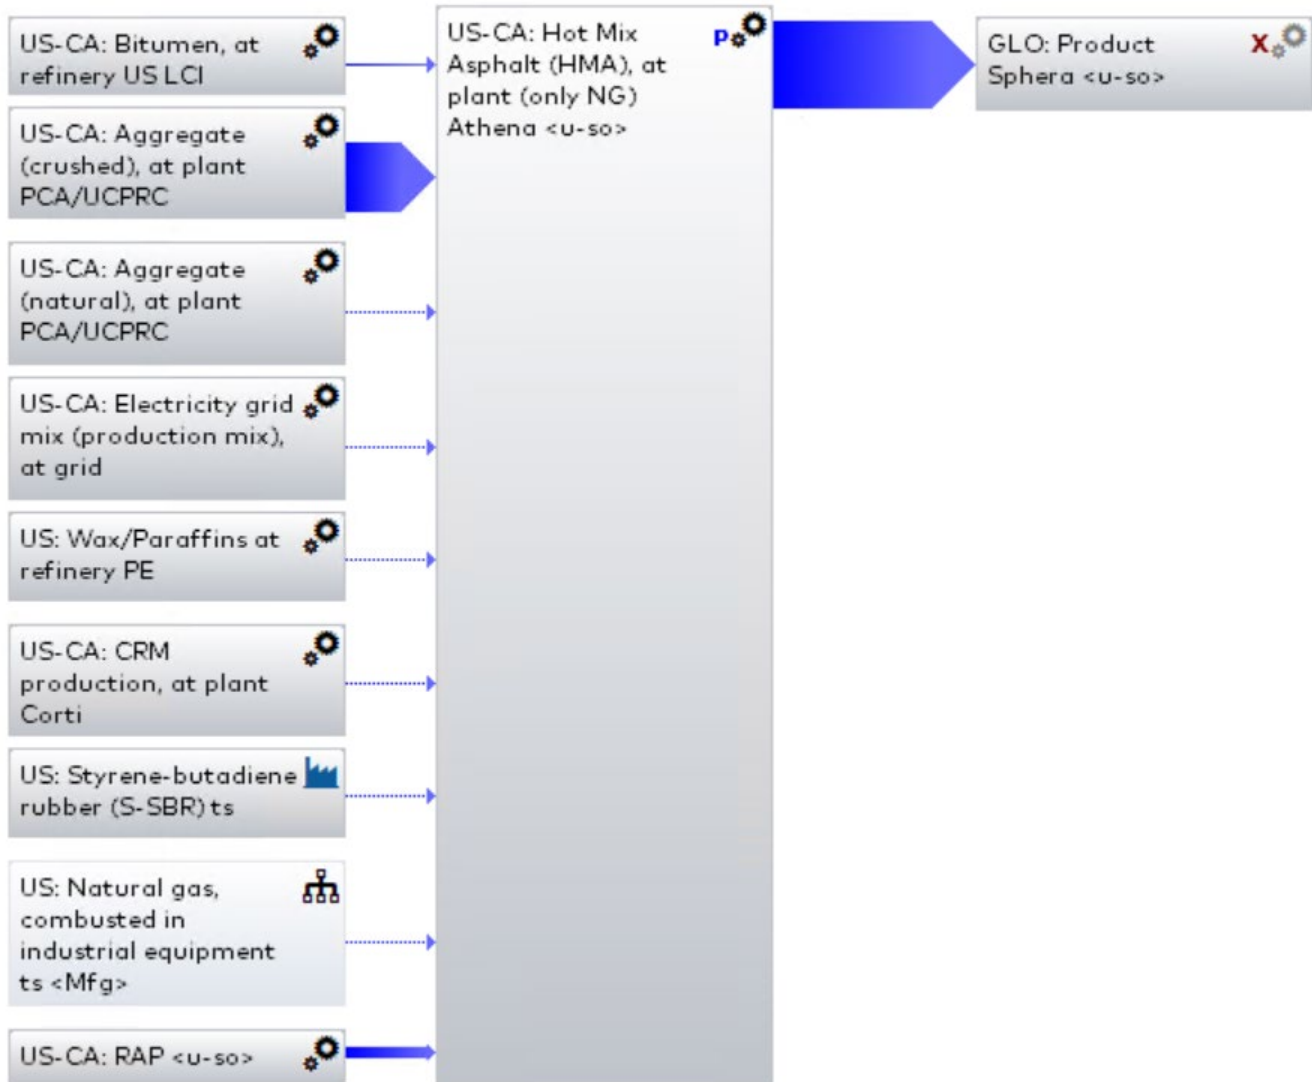 US-CA: Bitumen, at
refinery US LCI
US-CA: Aggregate
(crushed), at plant
PCA/UCPRC
US-CA: Aggregate
(natural), at plant
PCA/UCPRC
US-CA: Electricity grid
mix (production mix),
at grid
US: Wax/Paraffins at
refinery PE
US-CA: CRM
production, at plant
Corti
US: Styrene-butadiene
rubber (S-SBR) ts
US: Natural gas,
combusted in
industrial equipment
ts <Mfg>
US-CA: RAP <u-so>
US-CA: Hot Mix
Asphalt (HMA), at
plant (only NG)
Athena <u-so>
P
GLO: Product
Sphera <u-so>
X